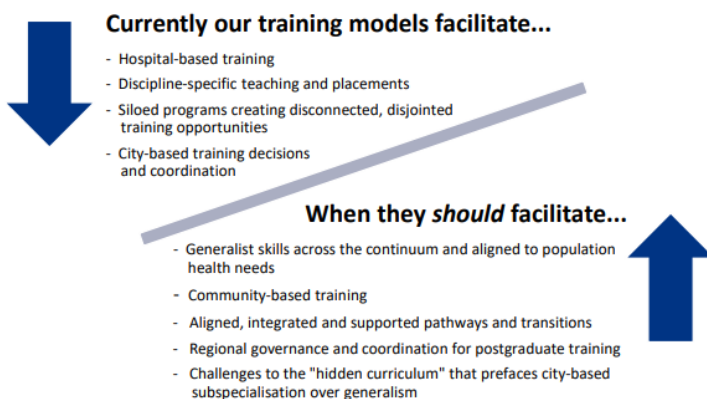 Currently our training models facilitate...
- Hospital-based training
- Discipline-specific teaching and placements
- Siloed programs creating disconnected, disjointed
training opportunities
- City-based training decisions
and coordination
When they should facilitate...
- Generalist skills across the continuum and aligned to population
health needs
- Community-based training
- Aligned, integrated and supported pathways and transitions
- Regional governance and coordination for postgraduate training
- Challenges to the "hidden curriculum" that prefaces city-based
subspecialisation over generalism